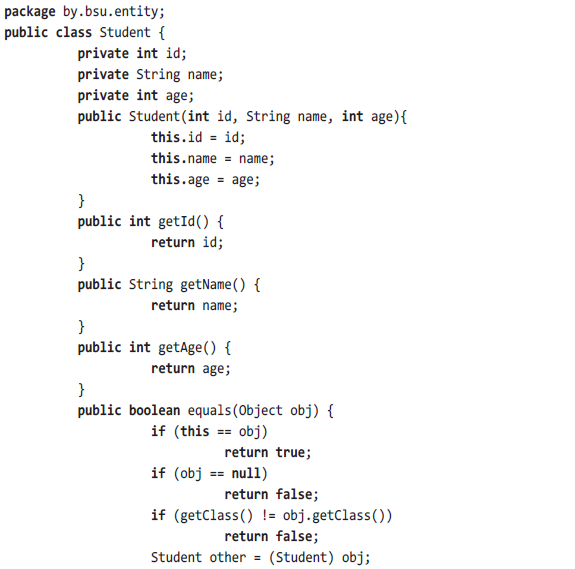 package by.bsu.entity;
public class Student {
private int id;
private String name;
private int age;
public Student(int id, String name, int age){
this.id = id;
this.name = name;
this.age = age;
}
public int getId() {
return id;
}
public String getName() {
return name;
}
public int getAge() {
return age;
}
public boolean equals(Object obj) {
if (this == obj)
return true;
if (obj == null)
return false;
if (getClass() != obj.getClass())
return false;
Student other = (Student) obj;